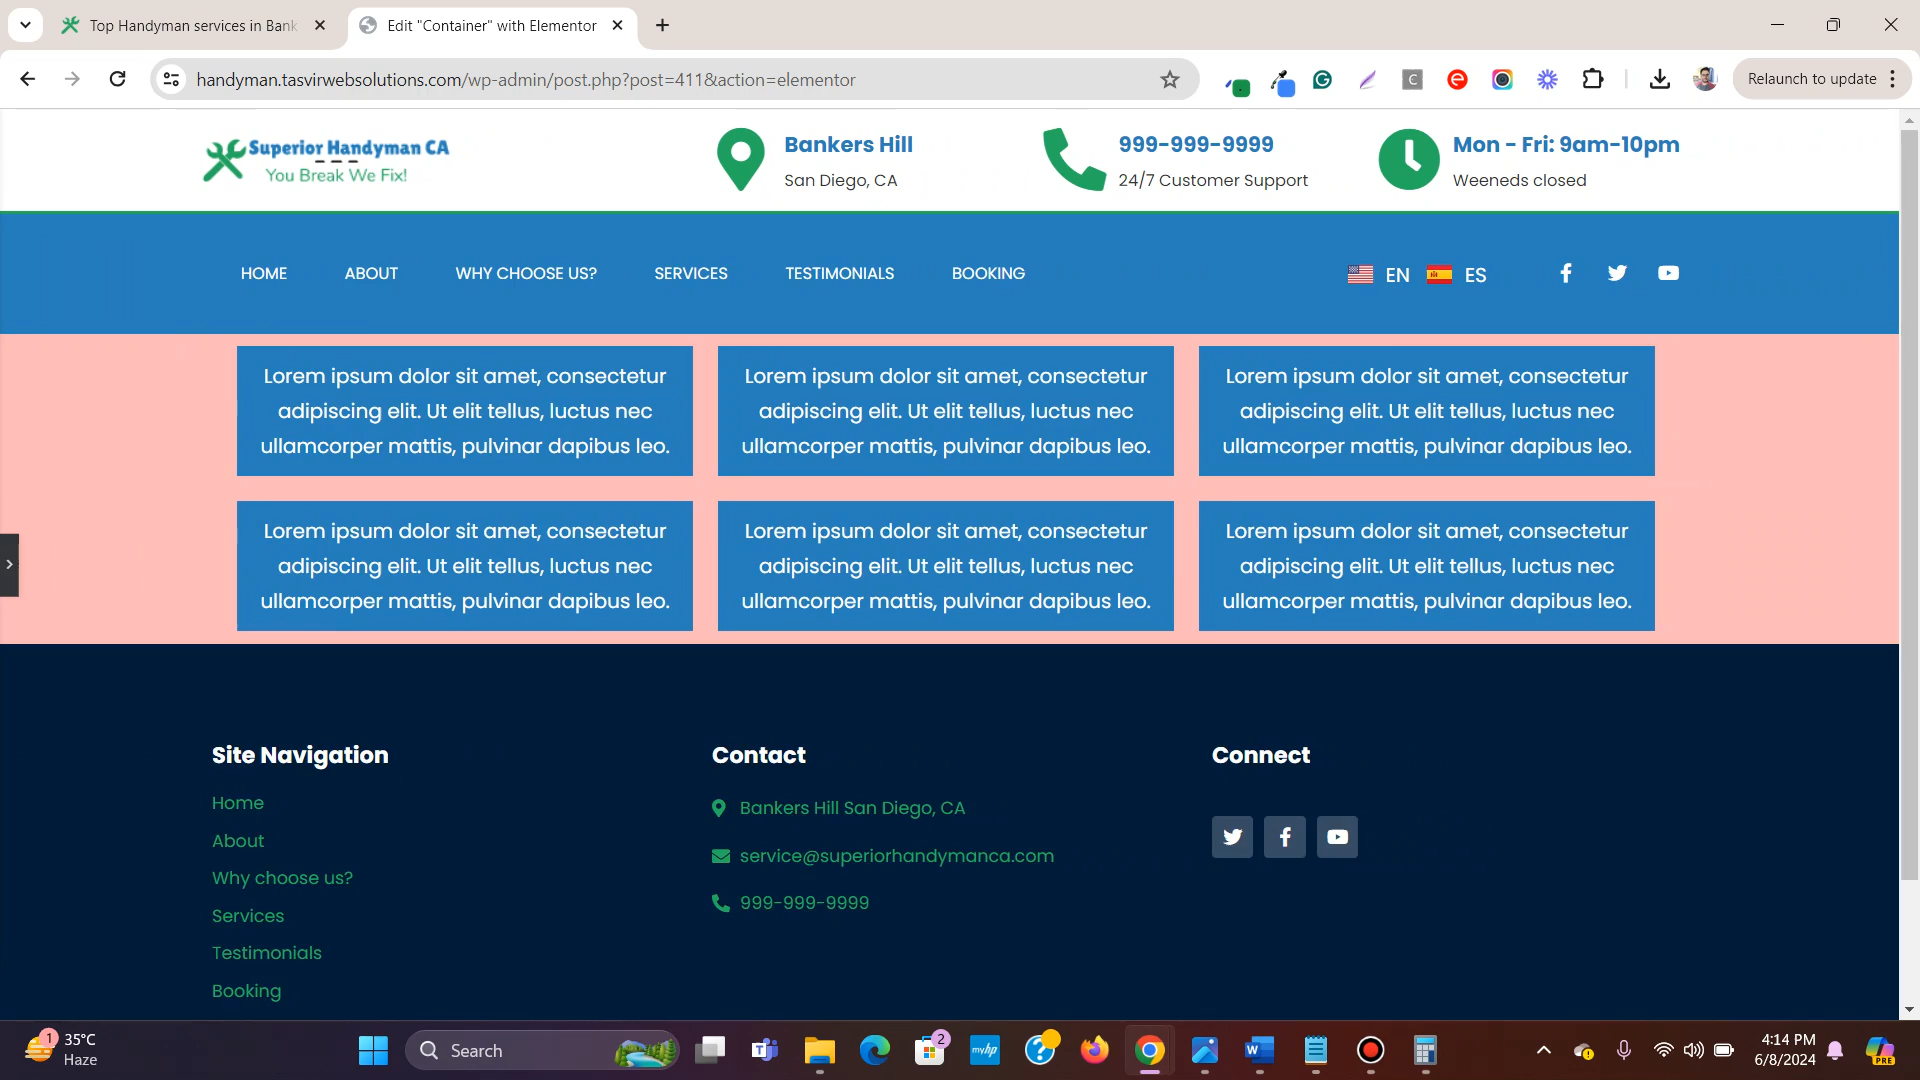 Top Handyman services in Bank
Edit "Container" with Elementor
handyman.tasvirwebsolutions.com/wp-admin/post.php?post=411&action=elementor
Relaunch to update
Superior Handyman CA
You Break We Fix!
Bankers Hill
San Diego, CA
999-999-9999
24/7 Customer Support
Mon - Fri: 9am-10pm
Weeneds closed
HOME ABOUT WHY CHOOSE US? SERVICES TESTIMONIALS BOOKING EN ES
Lorem ipsum dolor sit amet, consectetur
adipiscing elit. Ut elit tellus, luctus nec
ullamcorper mattis, pulvinar dapibus leo.
Lorem ipsum dolor sit amet, consectetur
adipiscing elit. Ut elit tellus, luctus nec
ullamcorper mattis, pulvinar dapibus leo.
Lorem ipsum dolor sit amet, consectetur
adipiscing elit. Ut elit tellus, luctus nec
ullamcorper mattis, pulvinar dapibus leo.
Lorem ipsum dolor sit amet, consectetur
adipiscing elit. Ut elit tellus, luctus nec
ullamcorper mattis, pulvinar dapibus leo.
Lorem ipsum dolor sit amet, consectetur
adipiscing elit. Ut elit tellus, luctus nec
ullamcorper mattis, pulvinar dapibus leo.
Lorem ipsum dolor sit amet, consectetur
adipiscing elit. Ut elit tellus, luctus nec
ullamcorper mattis, pulvinar dapibus leo.
Site Navigation
Home
About
Why choose us?
Services
Testimonials
Booking
Contact
Bankers Hill San Diego, CA
service@superiorhandymanca.com
999-999-9999
Connect
1
35°C
Haze
Search
2
myhp
4:14 PM
6/8/2024
PRE